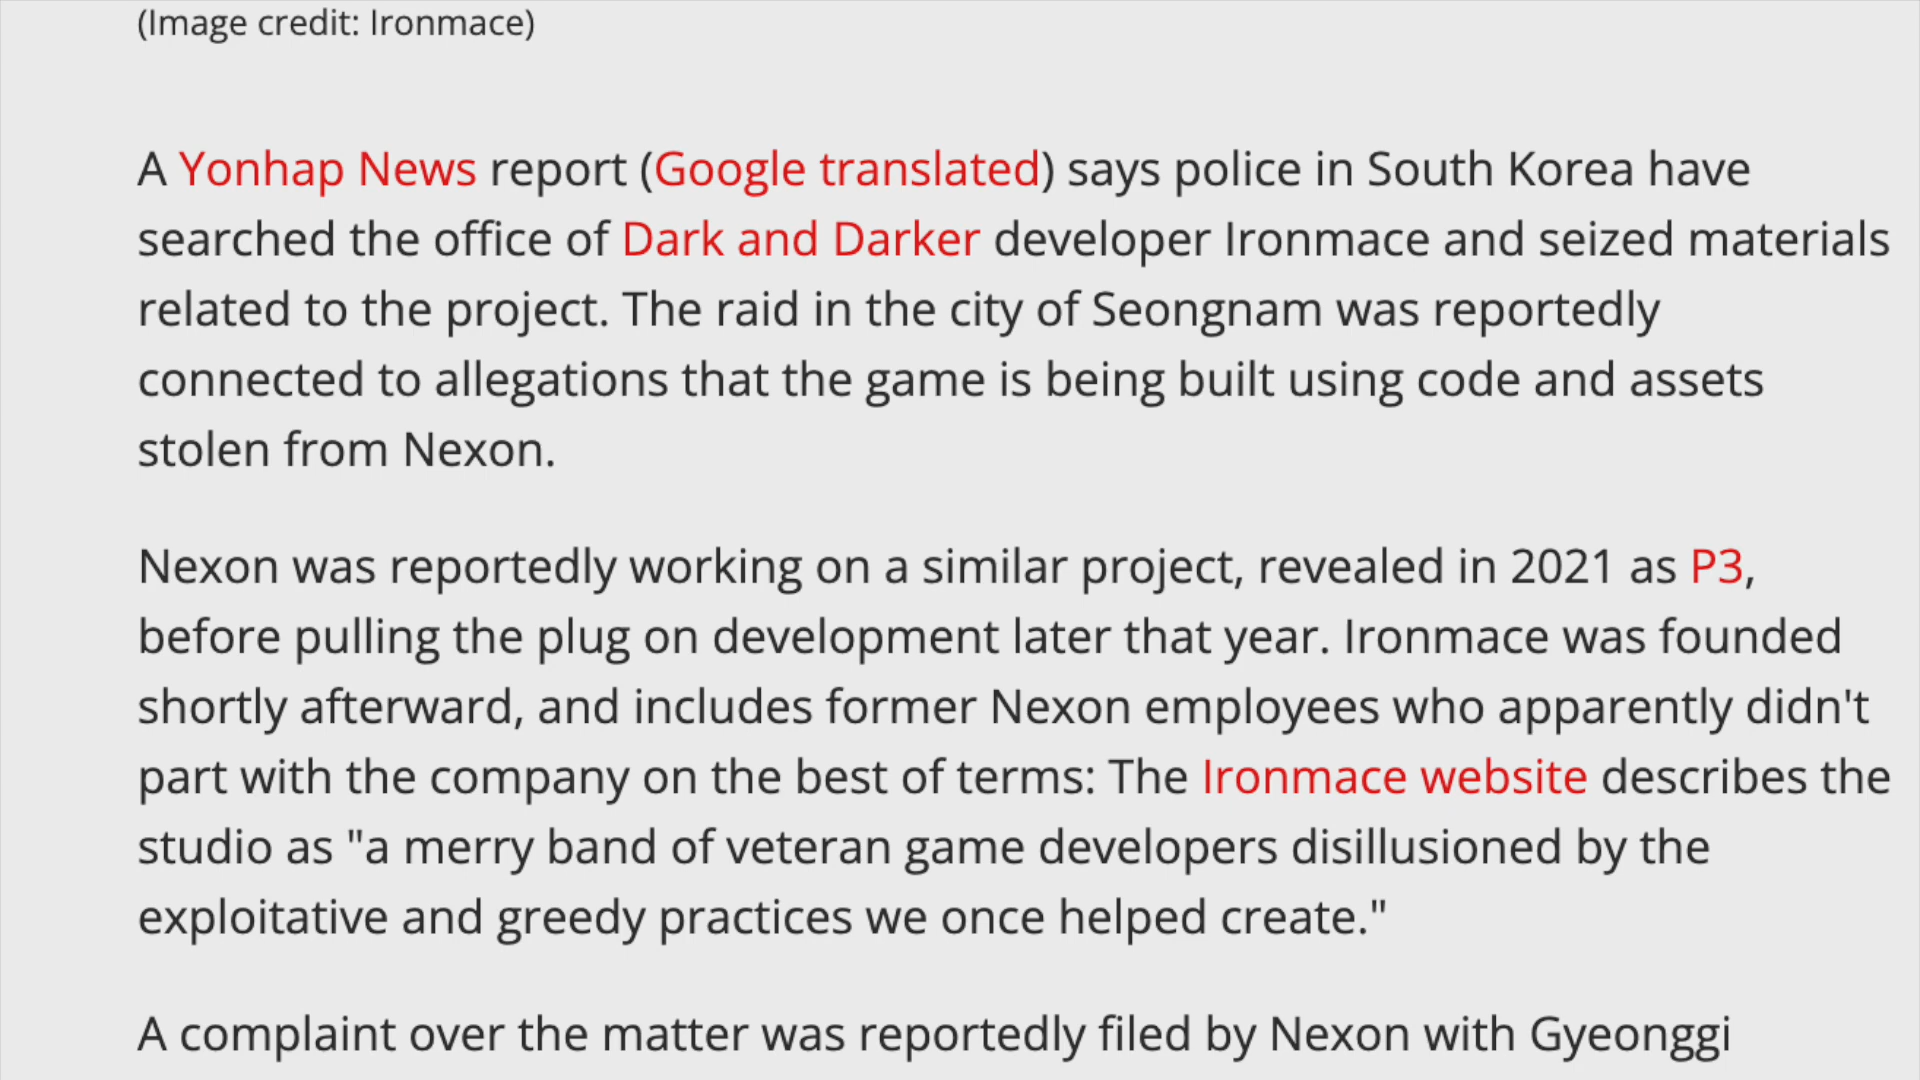 (Image credit: Ironmace)
A Yonhap News report (Google translated) says police in South Korea have
searched the office of Dark and Darker developer Ironmace and seized materials
related to the project. The raid in the city of Seongnam was reportedly
connected to allegations that the game is being built using code and assets
stolen from Nexon.
Nexon was reportedly working on a similar project, revealed in 2021 as P3,
before pulling the plug on development later that year. Ironmace was founded
shortly afterward, and includes former Nexon employees who apparently didn't
part with the company on the best of terms: The Ironmace website describes the
studio as "a merry band of veteran game developers disillusioned by the
exploitative and greedy practices we once helped create."
A complaint over the matter was reportedly filed by Nexon with Gyeonggi